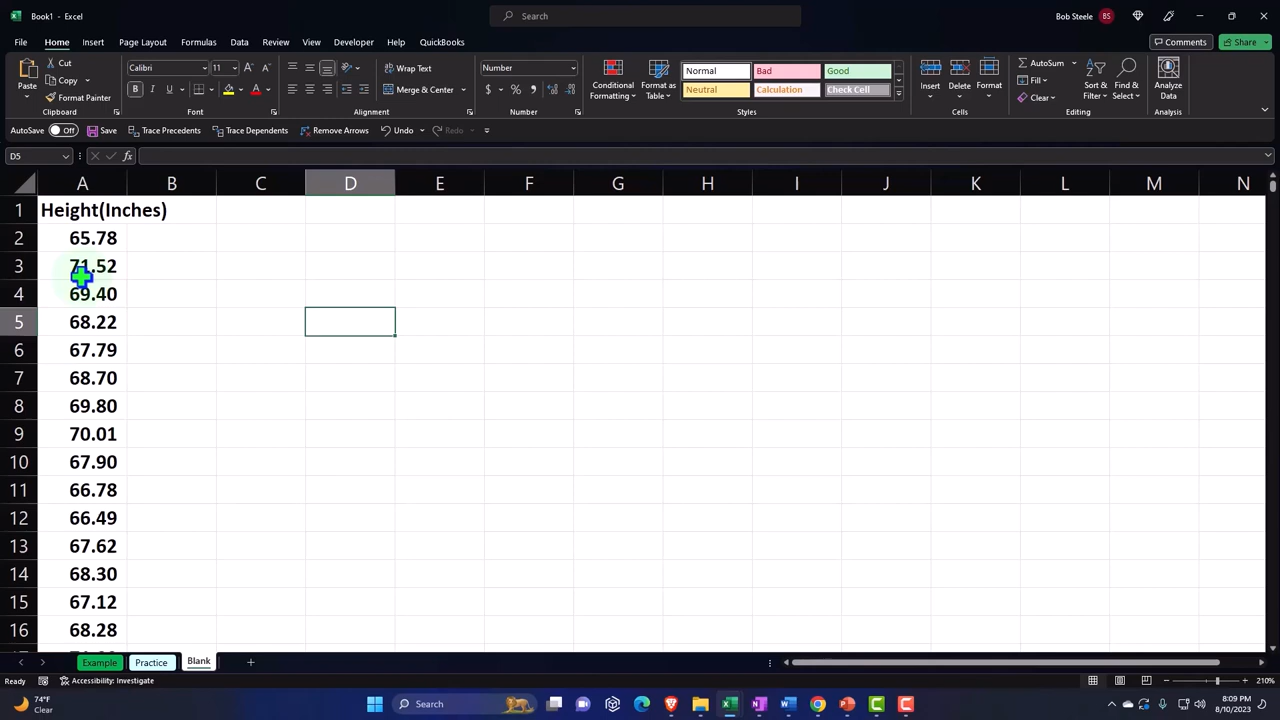 Book1 - Excel
Search
Bob Steele
BS
File
Home
Insert
Page Layout
Formulas
Data
Review
View
Developer
Help
QuickBooks
Comments
Share
Paste
Cut
Copy
Format Painter
Clipboard
Calibri
11
B
I
U
Font
Wrap Text
Merge & Center
Alignment
Number
$
%
Number
Conditional
Formatting
Format as
Table
Normal
Bad
Good
Neutral
Calculation
Check Cell
Styles
Insert
Delete
Format
Cells
AutoSum
Fill
Clear
Sort &
Filter
Find &
Select
Editing
Analyze
Data
Analysis
AutoSave
Off
Save
Trace Precedents
Trace Dependents
Remove Arrows
Undo
Redo
D5
fx
A B C D E F G H I J K L M N
1 Height(Inches)
2 65.78
3 71.52
4 69.40
5 68.22
6 67.79
7 68.70
8 69.80
9 70.01
10 67.90
11 66.78
12 66.49
13 67.62
14 68.30
15 67.12
16 68.28
Example
Practice
Blank
Ready
Accessibility: Investigate
210%
74°F
Clear
Search
8:09 PM
8/10/2023